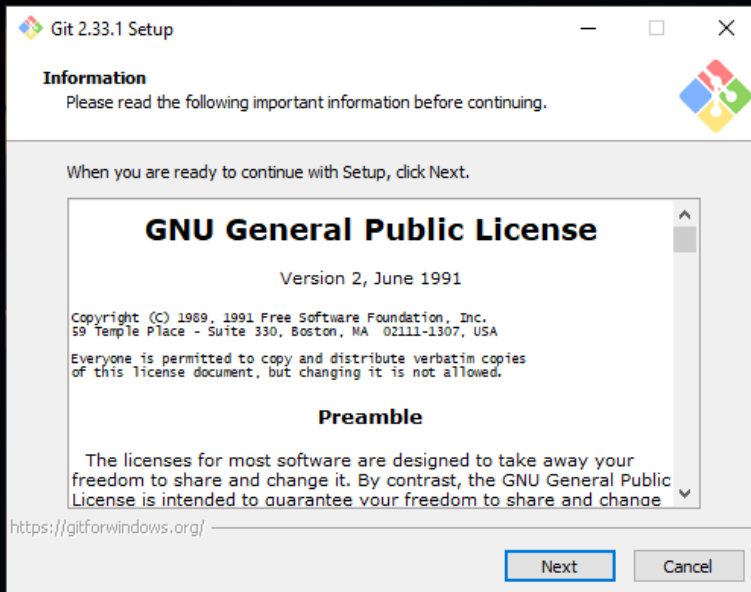 Git 2.33.1 Setup
Information
Please read the following important information before continuing.
When you are ready to continue with Setup, click Next.
GNU General Public License
Version 2, June 1991
Copyright (C) 1989, 1991 Free Software Foundation, Inc.
59 Temple Place - Suite 330, Boston, MA  02111-1307, USA
Everyone is permitted to copy and distribute verbatim copies
of this license document, but changing it is not allowed.
Preamble
The licenses for most software are designed to take away your
freedom to share and change it. By contrast, the GNU General Public
License is intended to guarantee your freedom to share and change
https://gitforwindows.org/
Next
Cancel